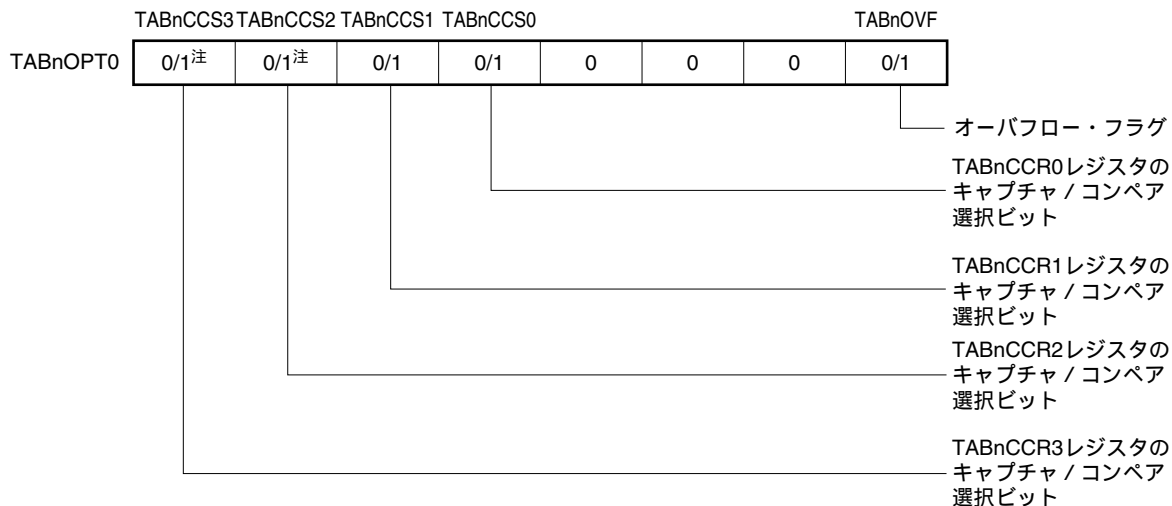 TABnCCS3 TABnCCS2 TABnCCS1 TABnCCS0 TABnOVF
TABnOPT0 0/1注 0/1注 0/1 0/1 0 0 0 0/1
オーバフロー・フラグ
TABnCCR0レジスタの
キャプチャ／コンペア
選択ビット
TABnCCR1レジスタの
キャプチャ／コンペア
選択ビット
TABnCCR2レジスタの
キャプチャ／コンペア
選択ビット
TABnCCR3レジスタの
キャプチャ／コンペア
選択ビット